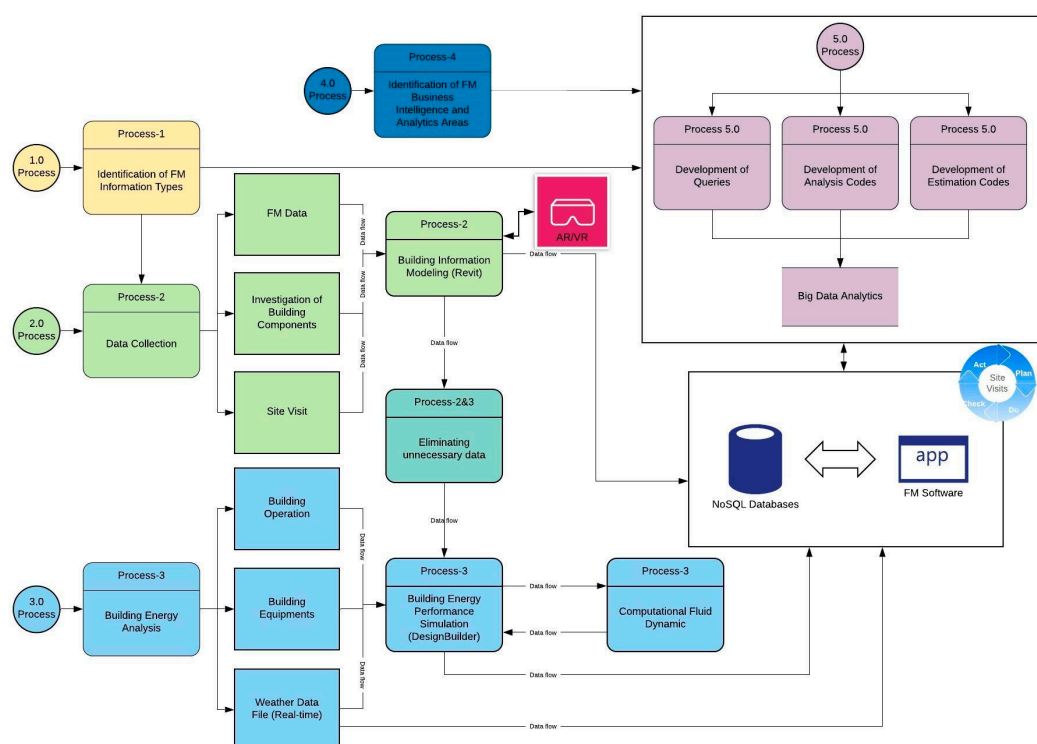 5.0
Process
Process-4
4.0
Process
Identification of FM
Business
Intelligence and
Analytics Areas
Process 5.0
Development of
Queries
Process 5.0
Development of
Analysis Codes
Process 5.0
Development of
Estimation Codes
Big Data Analytics
1.0
Process
Process-1
Identification of FM
Information Types
FM Data
Data flow
Process-2
Building Information
Modeling (Revit)
AR/VR
Data flow
2.0
Process
Process-2
Data Collection
Investigation of
Building
Components
Data flow
Site Visit
Data flow
Process-2&3
Eliminating
unnecessary data
Data flow
Act
Plan
Site
Visits
Check
Do
app
NoSQL Databases
FM Software
Building
Operation
Data flow
3.0
Process
Process-3
Building Energy
Analysis
Building
Equipments
Process-3
Building Energy
Performance
Simulation
(DesignBuilder)
Data flow
Data flow
Process-3
Computational Fluid
Dynamic
Weather Data
File (Real-time)
Data flow
Data flow
Data flow